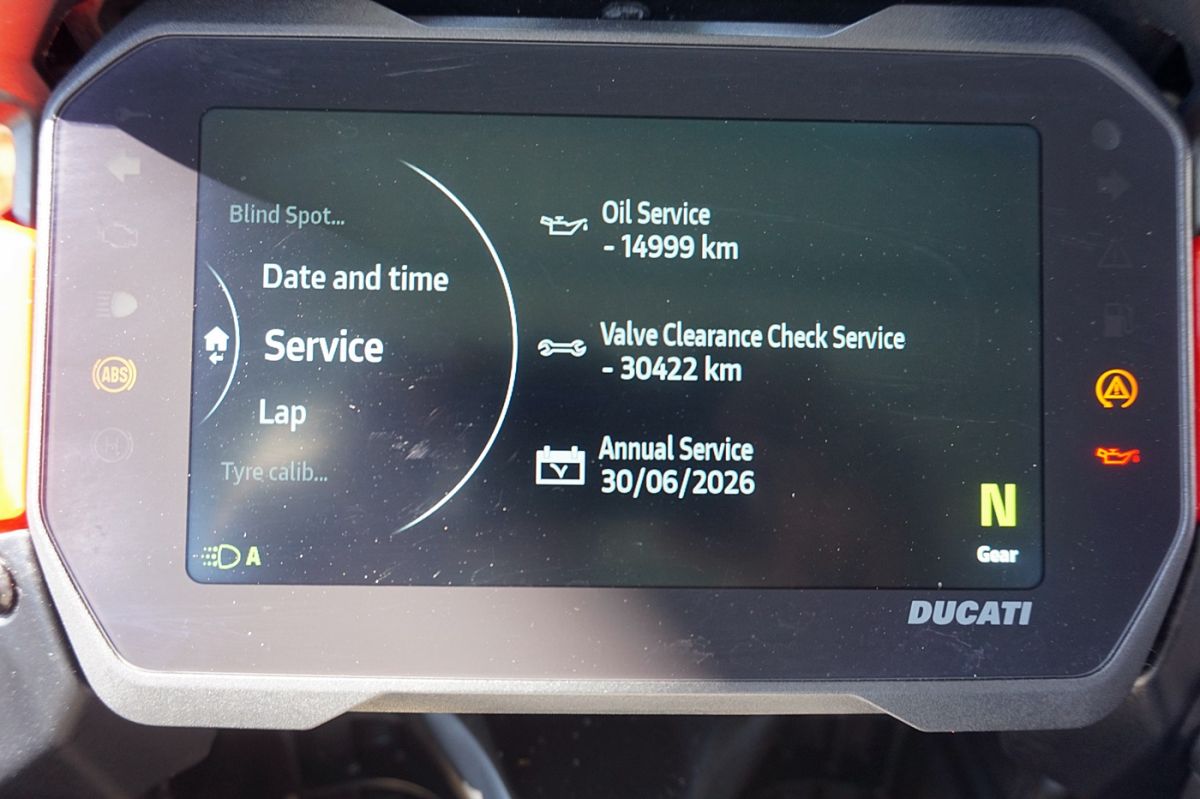 Blind Spot...
Date and time
Service
Lap
Tyre calib...
A
Oil Service
- 14999 km
Valve Clearance Check Service
- 30422 km
Annual Service
30/06/2026
N
Gear
ABS
DUCATI